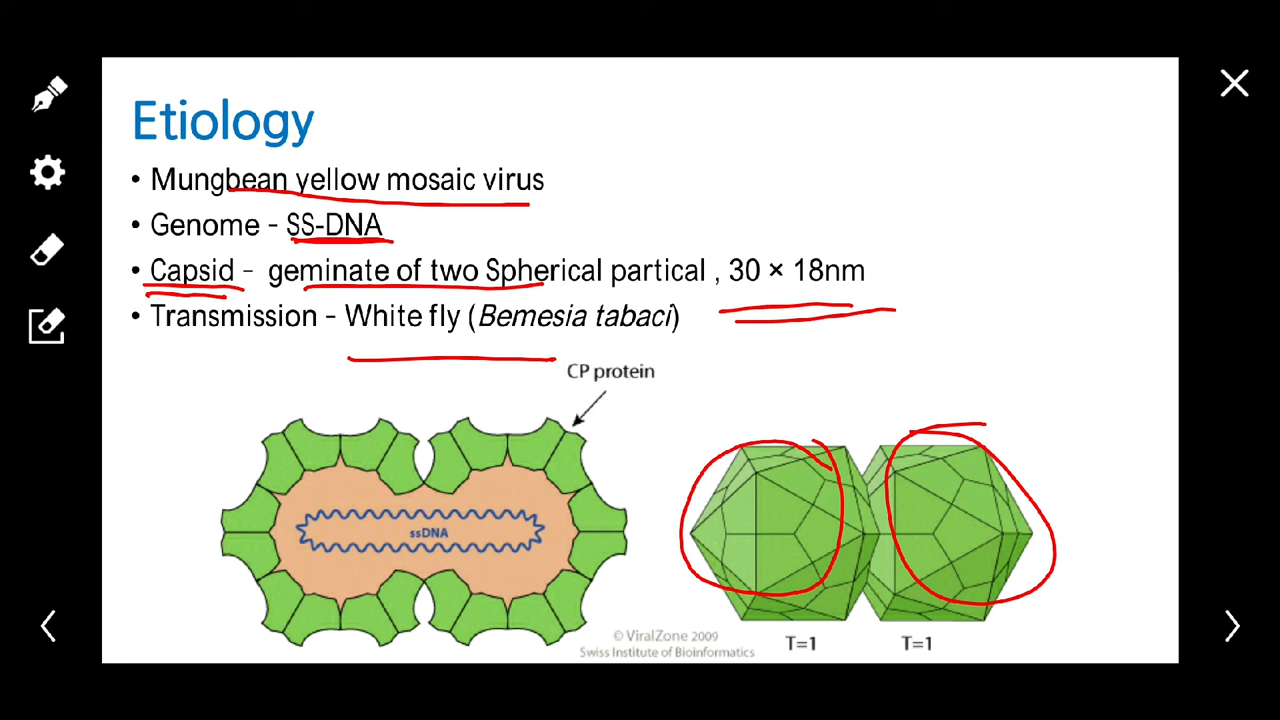 Etiology
• Mungbean yellow mosaic virus
• Genome - SS-DNA
• Capsid - geminate of two Spherical partical , 30 × 18nm
• Transmission - White fly (Bemesia tabaci)
CP protein
ssDNA
© ViralZone 2009
Swiss Institute of Bioinformatics
T=1 T=1